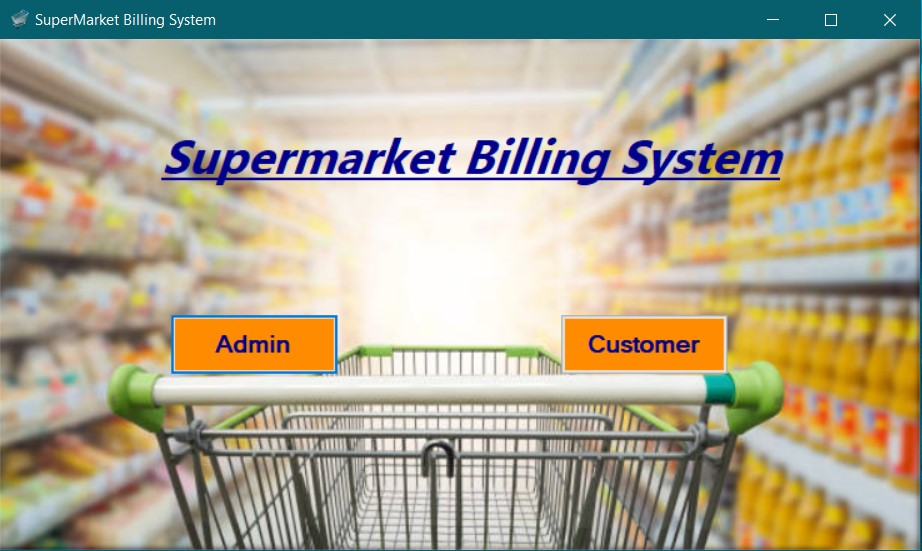 SuperMarket Billing System
Supermarket Billing System
Admin
Customer